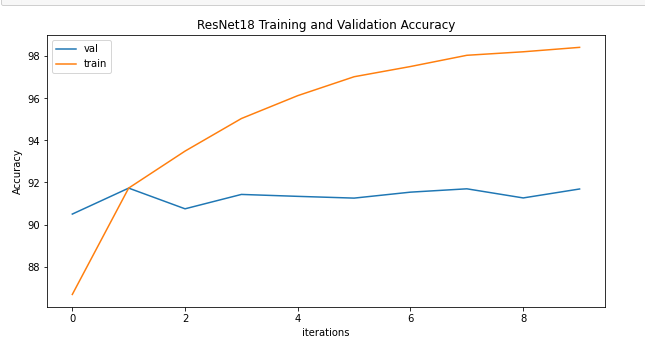 ResNet18 Training and Validation Accuracy
val
train
Accuracy
98
96
94
92
90
88
0 2 4 6 8
iterations